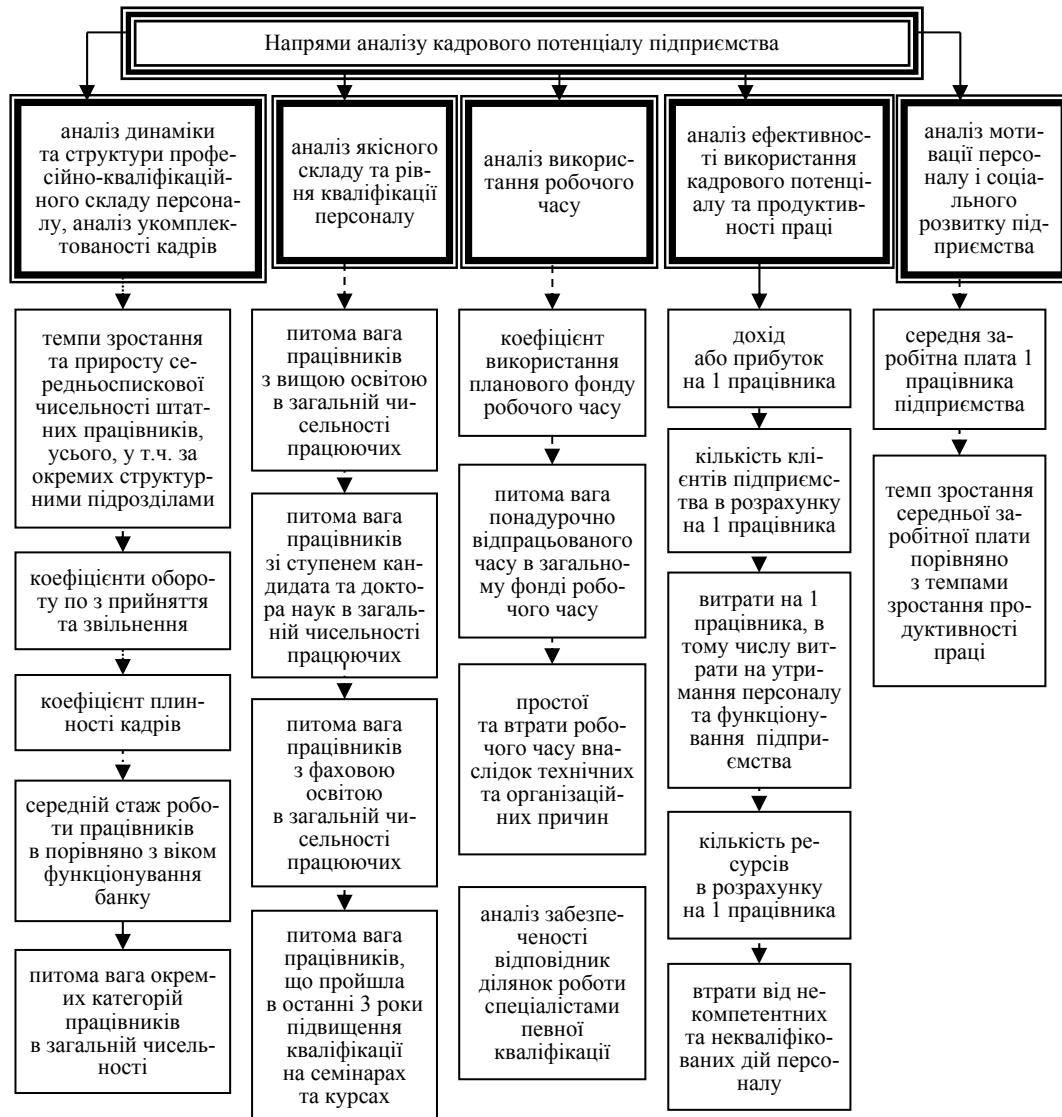 Напрями аналізу кадрового потенціалу підприємства
аналіз динаміки
та структури профе-
сійно-кваліфікацій-
ного складу персона-
лу, аналіз укомплек-
тованості кадрів
темпи зростання
та приросту се-
редньоспискової
чисельності штат-
них працівників,
усього, у т.ч. за
окремих структур-
ними підрозділами
коефіцієнти оборо-
ту по з прийняття
та звільнення
коефіцієнт плин-
ності кадрів
середній стаж робо-
ти працівників
в порівняно з віком
функціонування
банку
питома вага окрем-
их категорій
працівників
в загальній чисель-
ності
аналіз якісного
складу та рів-
ня кваліфікації
персоналу
питома вага
працівників
з вищою освітою
в загальній чи-
сельності
працюючих
питома вага
працівників
зі ступенем кан-
дидата та докто-
ра наук в загаль-
ній чисельності
працюючих
питома вага
працівників
з фаховою
освітою
в загальній чи-
сельності
працюючих
питома вага
працівників,
що пройшла
в останні 3 роки
підвищення
кваліфікації
на семінарах
та курсах
аналіз викорис-
тання робочого
часу
коефіцієнт
використання
планового фонду
робочого часу
питома вага
понадурочно
відпрацьованого
часу в загально-
му фонді робо-
чого часу
простої
та втрати ро-
бочого часу вна-
слідок технічних
та організацій-
них причин
аналіз забезпе-
ченості
відповідник
ділянок роботи
спеціалістами
певної
кваліфікації
аналіз ефективнос-
ті використання
кадрового потенці-
алу та продуктив-
ності праці
дохід
або прибуток
на 1 працівника
кількість клі-
єнтів підприєм-
ства в розрахунку
на 1 працівника
витрати на 1
працівника, в
тому числу вит-
рати на утри-
мання персоналу
та функціону-
вання підпри-
ємства
кількість ре-
сурсів
в розрахунку
на 1 працівника
втрати від не-
компетентних
та некваліфіко-
ваних дій персо-
налу
аналіз моти-
вації персо-
налу і соціа-
льного
розвитку під-
приємства
середня за-
робітна плата 1
працівника
підприємства
темп зростання
середньої за-
робітної плати
порівняно
з темпами
зростання про-
дуктивності
праці